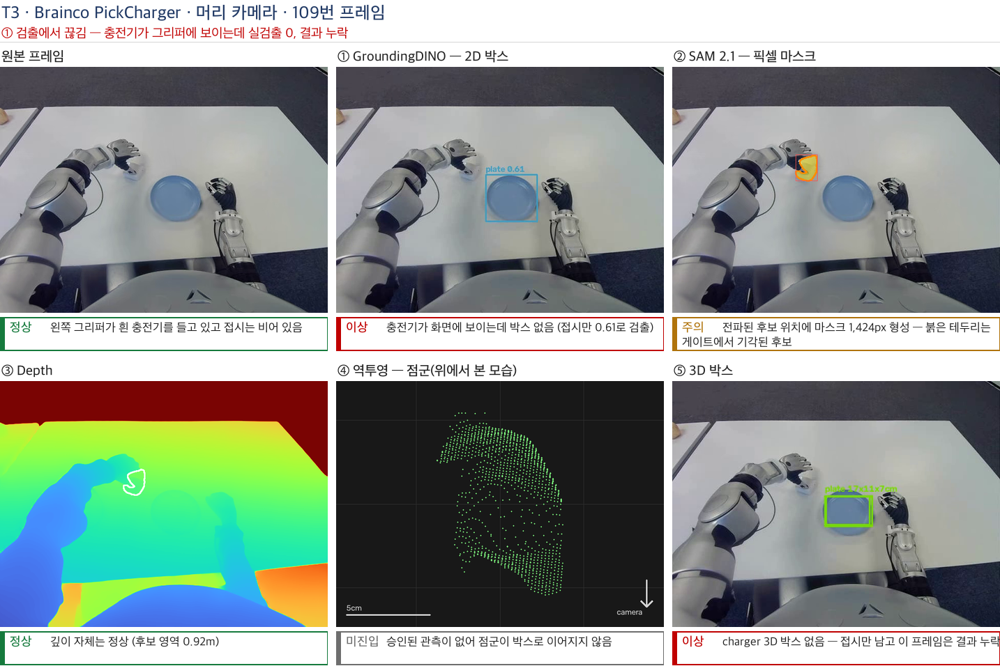 T3 · Brainco PickCharger · 머리 카메라 · 109번 프레임
① 검출에서 끊김 — 충전기가 그리퍼에 보이는데 실검출 0, 결과 누락
원본 프레임
① GroundingDINO — 2D 박스
② SAM 2.1 — 픽셀 마스크
plate 0.61
정상 왼쪽 그리퍼가 흰 충전기를 들고 있고 접시는 비어 있음
이상 충전기가 화면에 보이는데 박스 없음 (접시만 0.61로 검출)
주의 전파된 후보 위치에 마스크 1,424px 형성 — 붉은 테두리는
게이트에서 기각된 후보
③ Depth
④ 역투영 — 점군(위에서 본 모습)
⑤ 3D 박스
plate 17x11x7cm
5cm
camera
정상 깊이 자체는 정상 (후보 영역 0.92m)
미진입 승인된 관측이 없어 점군이 박스로 이어지지 않음
이상 charger 3D 박스 없음 — 접시만 남고 이 프레임은 결과 누락